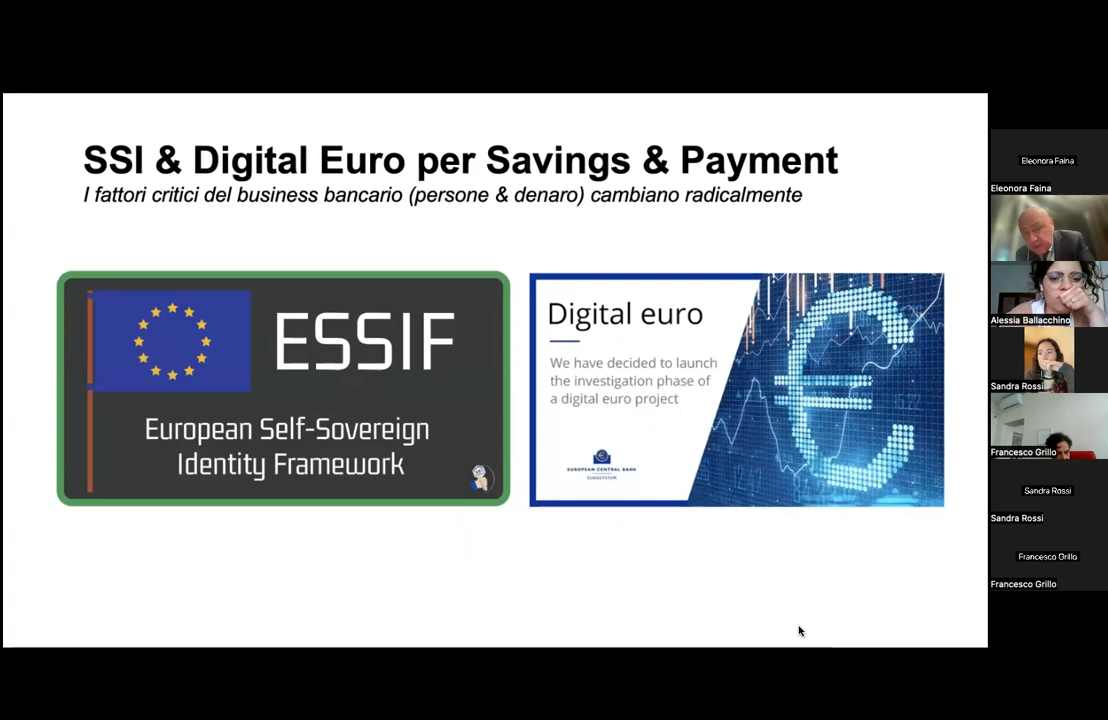 SSI & Digital Euro per Savings & Payment
I fattori critici del business bancario (persone & denaro) cambiano radicalmente
ESSIF
European Self-Sovereign
Identity Framework
Digital euro
We have decided to launch
the investigation phase of
a digital euro project
EUROPEAN CENTRAL BANK
EUROSYSTEM
Eleonora Faina
Eleonora Faina
Alessia Ballacchino
Sandra Rossi
Francesco Grillo
Sandra Rossi
Sandra Rossi
Francesco Grillo
Francesco Grillo